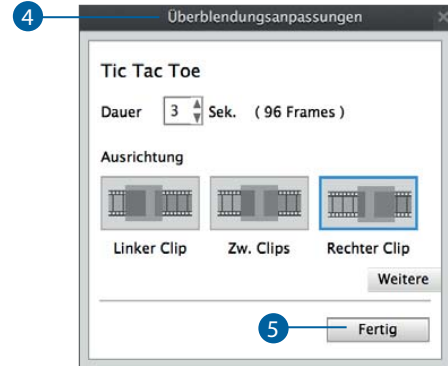 4 Überblendungsanpassungen
Tic Tac Toe
Dauer 3 Sek. ( 96 Frames )
Ausrichtung
Linker Clip Zw. Clips Rechter Clip
Weitere
5 Fertig